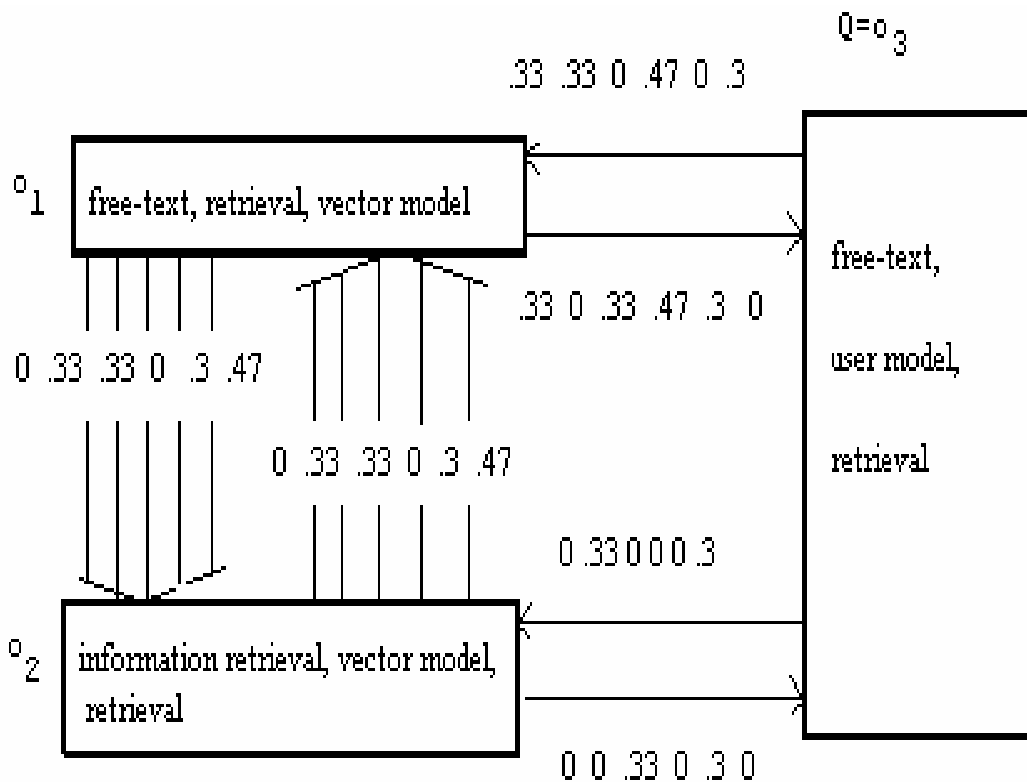 Q=o3
.33 .33 0 .47 0 .3
o1
free-text, retrieval, vector model
free-text,
user model,
retrieval
.33 0 .33 .47 .3 0
0 .33 .33 0 .3 .47
0 .33 .33 0 .3 .47
0 .33 0 0 0 .3
o2
information retrieval, vector model,
retrieval
0 0 .33 0 .3 0